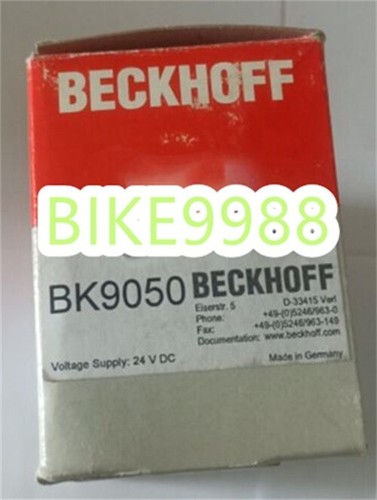 BECKHOFF
BIKE9988
BK9050 BECKHOFF
Eiserstr. 5 D-33415 Verl
Phone: +49-(0)5246/963-0
Fax: +49-(0)5246/963-149
Documentation: www.beckhoff.com
Voltage Supply: 24 V DC Made in Germany